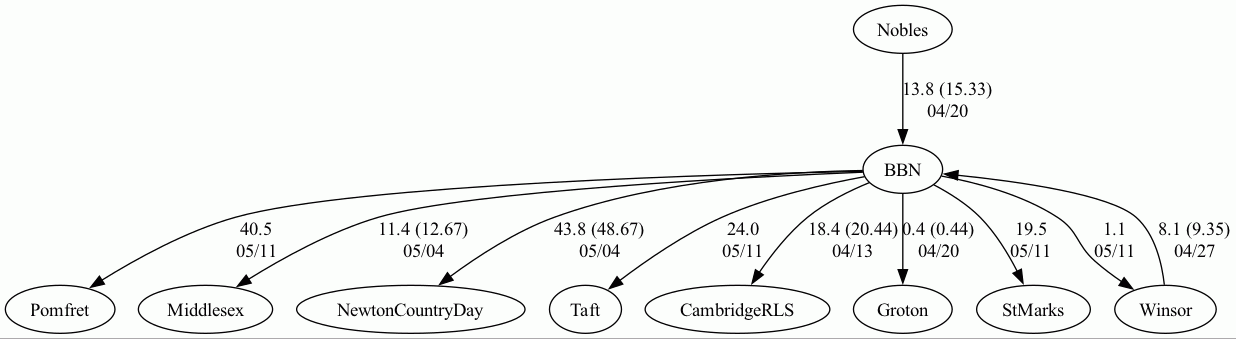 Nobles
13.8 (15.33)
04/20
BBN
40.5
05/11
11.4 (12.67)
05/04
43.8 (48.67)
05/04
24.0
05/11
18.4 (20.44)
04/13
0.4 (0.44)
04/20
19.5
05/11
1.1
05/11
8.1 (9.35)
04/27
Pomfret
Middlesex
NewtonCountryDay
Taft
CambridgeRLS
Groton
StMarks
Winsor